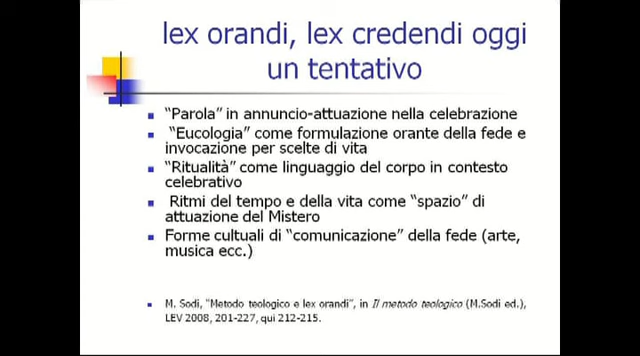 lex orandi, lex credendi oggi
un tentativo
"Parola" in annuncio-attuazione nella celebrazione
"Eucologia" come formulazione orante della fede e
invocazione per scelte di vita
"Ritualità" come linguaggio del corpo in contesto
celebrativo
Ritmi del tempo e della vita come "spazio" di
attuazione del Mistero
Forme cultuali di "comunicazione" della fede (arte,
musica ecc.)
M. Sodi, "Metodo teologico e lex orandi", in Il metodo teologico (M.Sodi ed.),
LEV 2008, 201-227, qui 212-215.